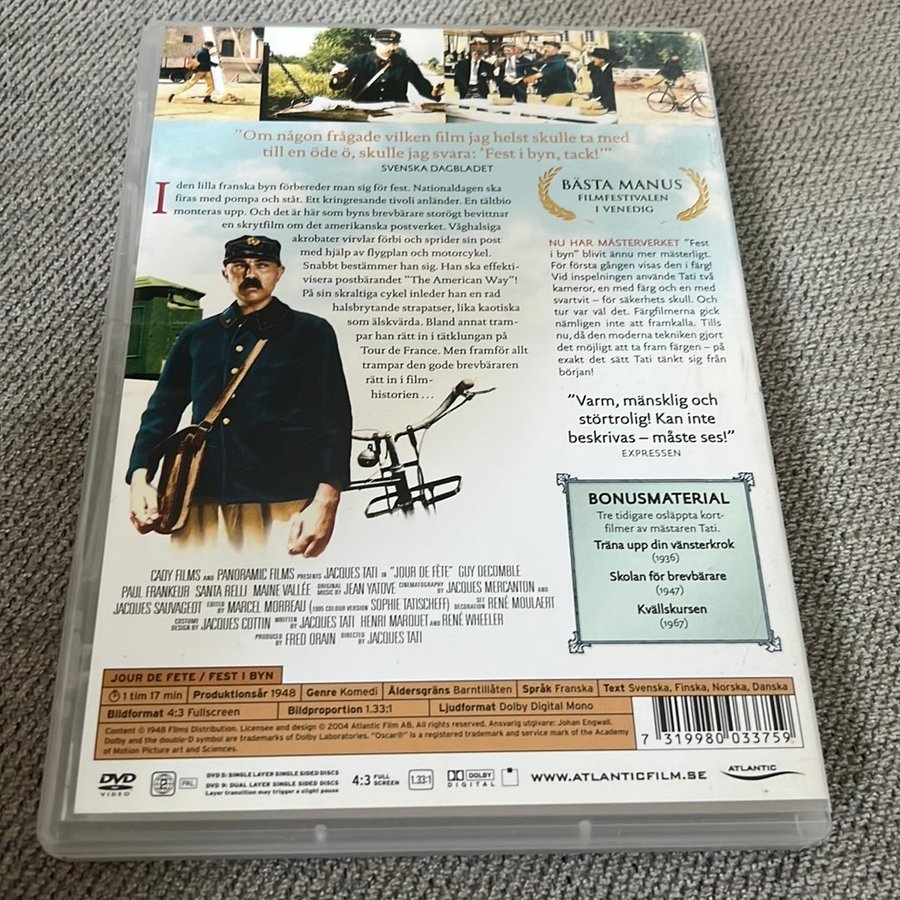 "Om någon frågade vilken film jag helst skulle ta med
till en öde ö, skulle jag svara: 'Fest i byn, tack!'"
SVENSKA DAGBLADET
I den lilla franska byn förbereder man sig för fest. Nationaldagen ska
firas med pompa och ståt. Ett kringresande tivoli anländer. En tältbio
monteras upp. Och det är här som byns brevbärare storögt bevittnar
en skrytfilm om det amerikanska postverket. Våghalsiga
akrobater virvlar förbi och sprider sin post
med hjälp av flygplan och motorcykel.
Snabbt bestämmer han sig. Han ska effekti-
visera postbärandet "The American Way"!
På sin skraltiga cykel inleder han en rad
halsbrytande strapatser, lika kaotiska
som älskvärda. Bland annat tram-
par han rätt in i tätklungan på
Tour de France. Men framför allt
trampar den gode brevbäraren
rätt in i film-
historien ...
BÄSTA MANUS
FILMFESTIVALEN
I VENEDIG
NU HAR MÄSTERVERKET "Fest
i byn" blivit ännu mer mästerligt.
För första gången visas den i färg!
Vid inspelningen använde Tati två
kameror, en med färg och en med
svartvit – för säkerhets skull. Och
tur var väl det. Färgfilmerna gick
nämligen inte att framkalla. Tills
nu, då den moderna tekniken gjort
det möjligt att ta fram färgen – på
exakt det sätt Tati tänkt sig från
början!
"Varm, mänsklig och
störtrolig! Kan inte
beskrivas – måste ses!"
EXPRESSEN
BONUSMATERIAL
Tre tidigare osläppta kort-
filmer av mästaren Tati.
Träna upp din vänsterkrok
(1936)
Skolan för brevbärare
(1947)
Kvällskursen
(1967)
CADY FILMS AND PANORAMIC FILMS PRESENTS JACQUES TATI IN "JOUR DE FÊTE" GUY DECOMBLE
PAUL FRANKEUR SANTA RELLI MAINE VALLÉE ORIGINAL MUSIC BY JEAN YATOVE CINEMATOGRAPHY BY JACQUES MERCANTON AND
JACQUES SAUVAGEOT EDITED BY MARCEL MORREAU (1995 COLOUR VERSION SOPHIE TATISCHEFF) DECORATION RENÉ MOULAERT
COSTUME DESIGN BY JACQUES COTTIN WRITTEN BY JACQUES TATI HENRI MARQUET AND RENÉ WHEELER
PRODUCED BY FRED ORAIN DIRECTED BY JACQUES TATI
JOUR DE FETE / FEST I BYN
1 tim 17 min Produktionsår 1948 Genre Komedi Åldersgräns Barntillåten Språk Franska Text Svenska, Finska, Norska, Danska
Bildformat 4:3 Fullscreen Bildproportion 1.33:1 Ljudformat Dolby Digital Mono
Content © 1948 Films Distribution. Licensee and design © 2004 Atlantic Film AB. All rights reserved. Ansvarig utgivare: Johan Engwall.
Dolby and the double-D symbol are trademarks of Dolby Laboratories. "Oscar®" is a registered trademark and service mark of the Academy
of Motion Picture art and Sciences.
7 319980 033759
DVD VIDEO
2
PAL
DVD 5: SINGLE LAYER SINGLE SIDED DISCS
DVD 9: DUAL LAYER SINGLE SIDED DISCS
Layer transition may trigger a slight pause
4:3 FULL SCREEN
1.33:1
DOLBY DIGITAL
WWW.ATLANTICFILM.SE
ATLANTIC